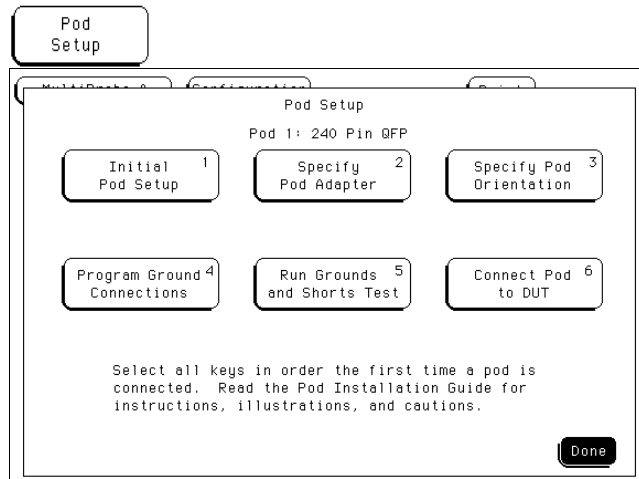 Pod
Setup
Pod Setup
Pod 1: 240 Pin QFP
Initial 1
Pod Setup
Specify 2
Pod Adapter
Specify Pod 3
Orientation
Program Ground 4
Connections
Run Grounds 5
and Shorts Test
Connect Pod 6
to DUT
Select all keys in order the first time a pod is
connected. Read the Pod Installation Guide for
instructions, illustrations, and cautions.
Done